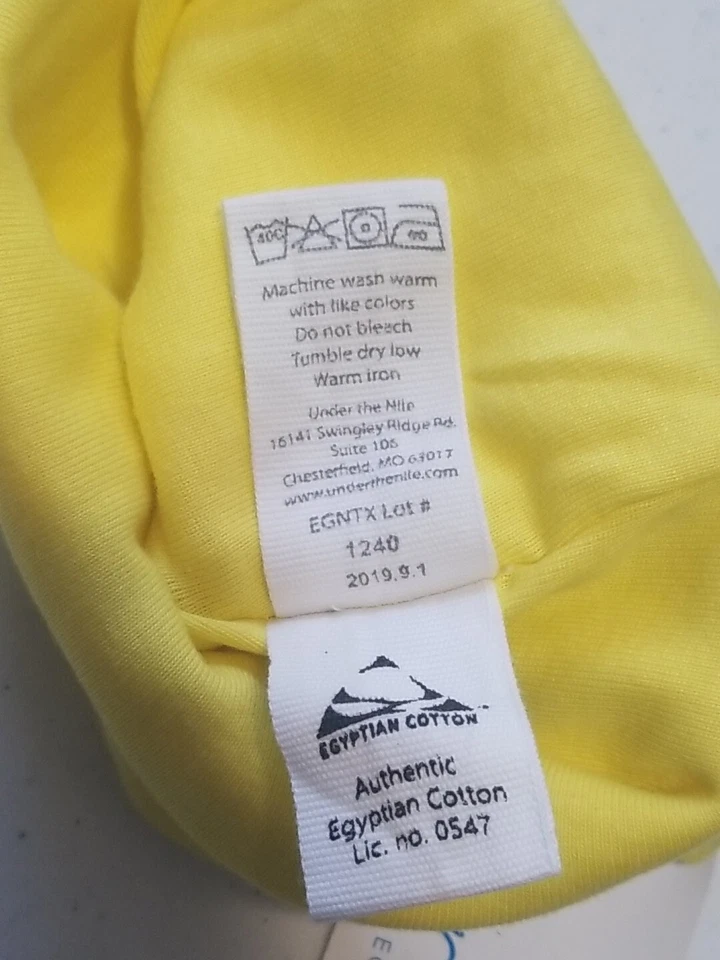 40C
Machine wash warm
with like colors
Do not bleach
Tumble dry low
Warm iron
Under the Nile
16141 Swingley Ridge Rd.
Suite 106
Chesterfield, MO 63017
www.underthenile.com
EGNTX Lot #
1240
2019.9.1
EGYPTIAN COTTON
Authentic
Egyptian Cotton
Lic. no. 0547